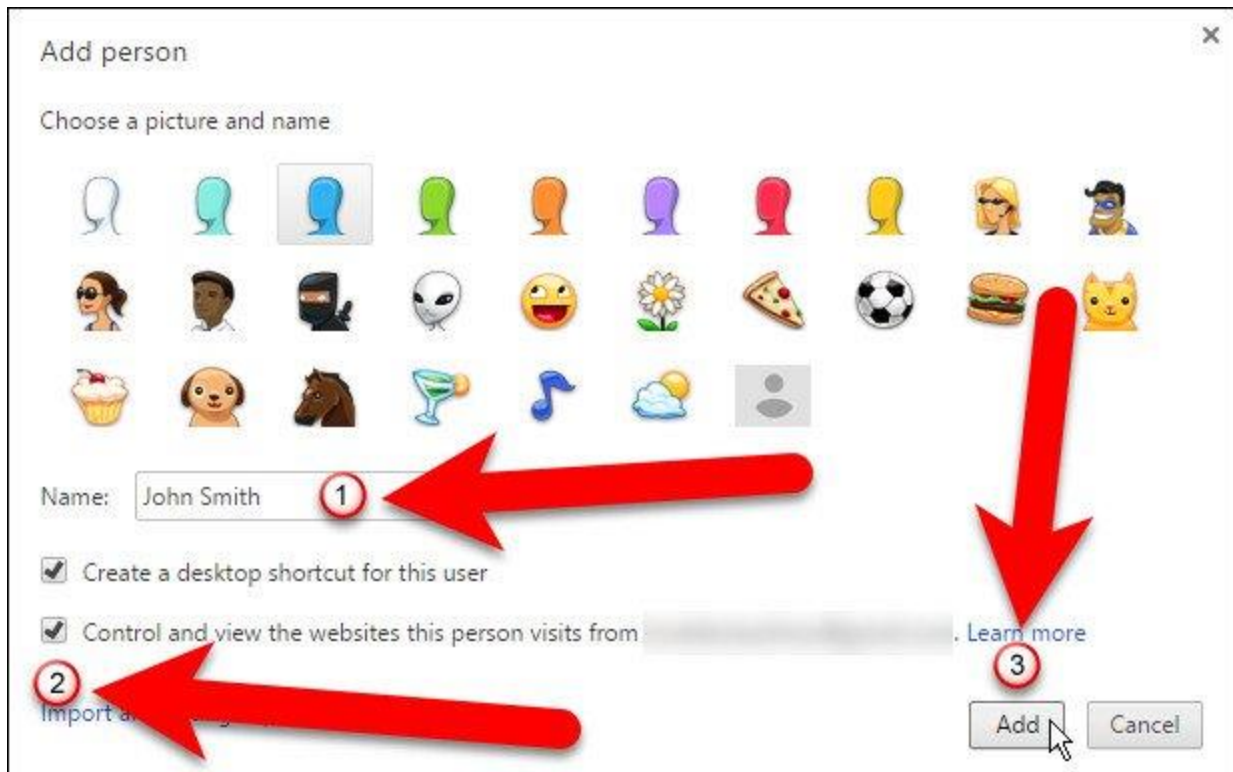 Add person
Choose a picture and name
Name: John Smith 1
Create a desktop shortcut for this user
Control and view the websites this person visits from . Learn more
2 3
Import
Add Cancel